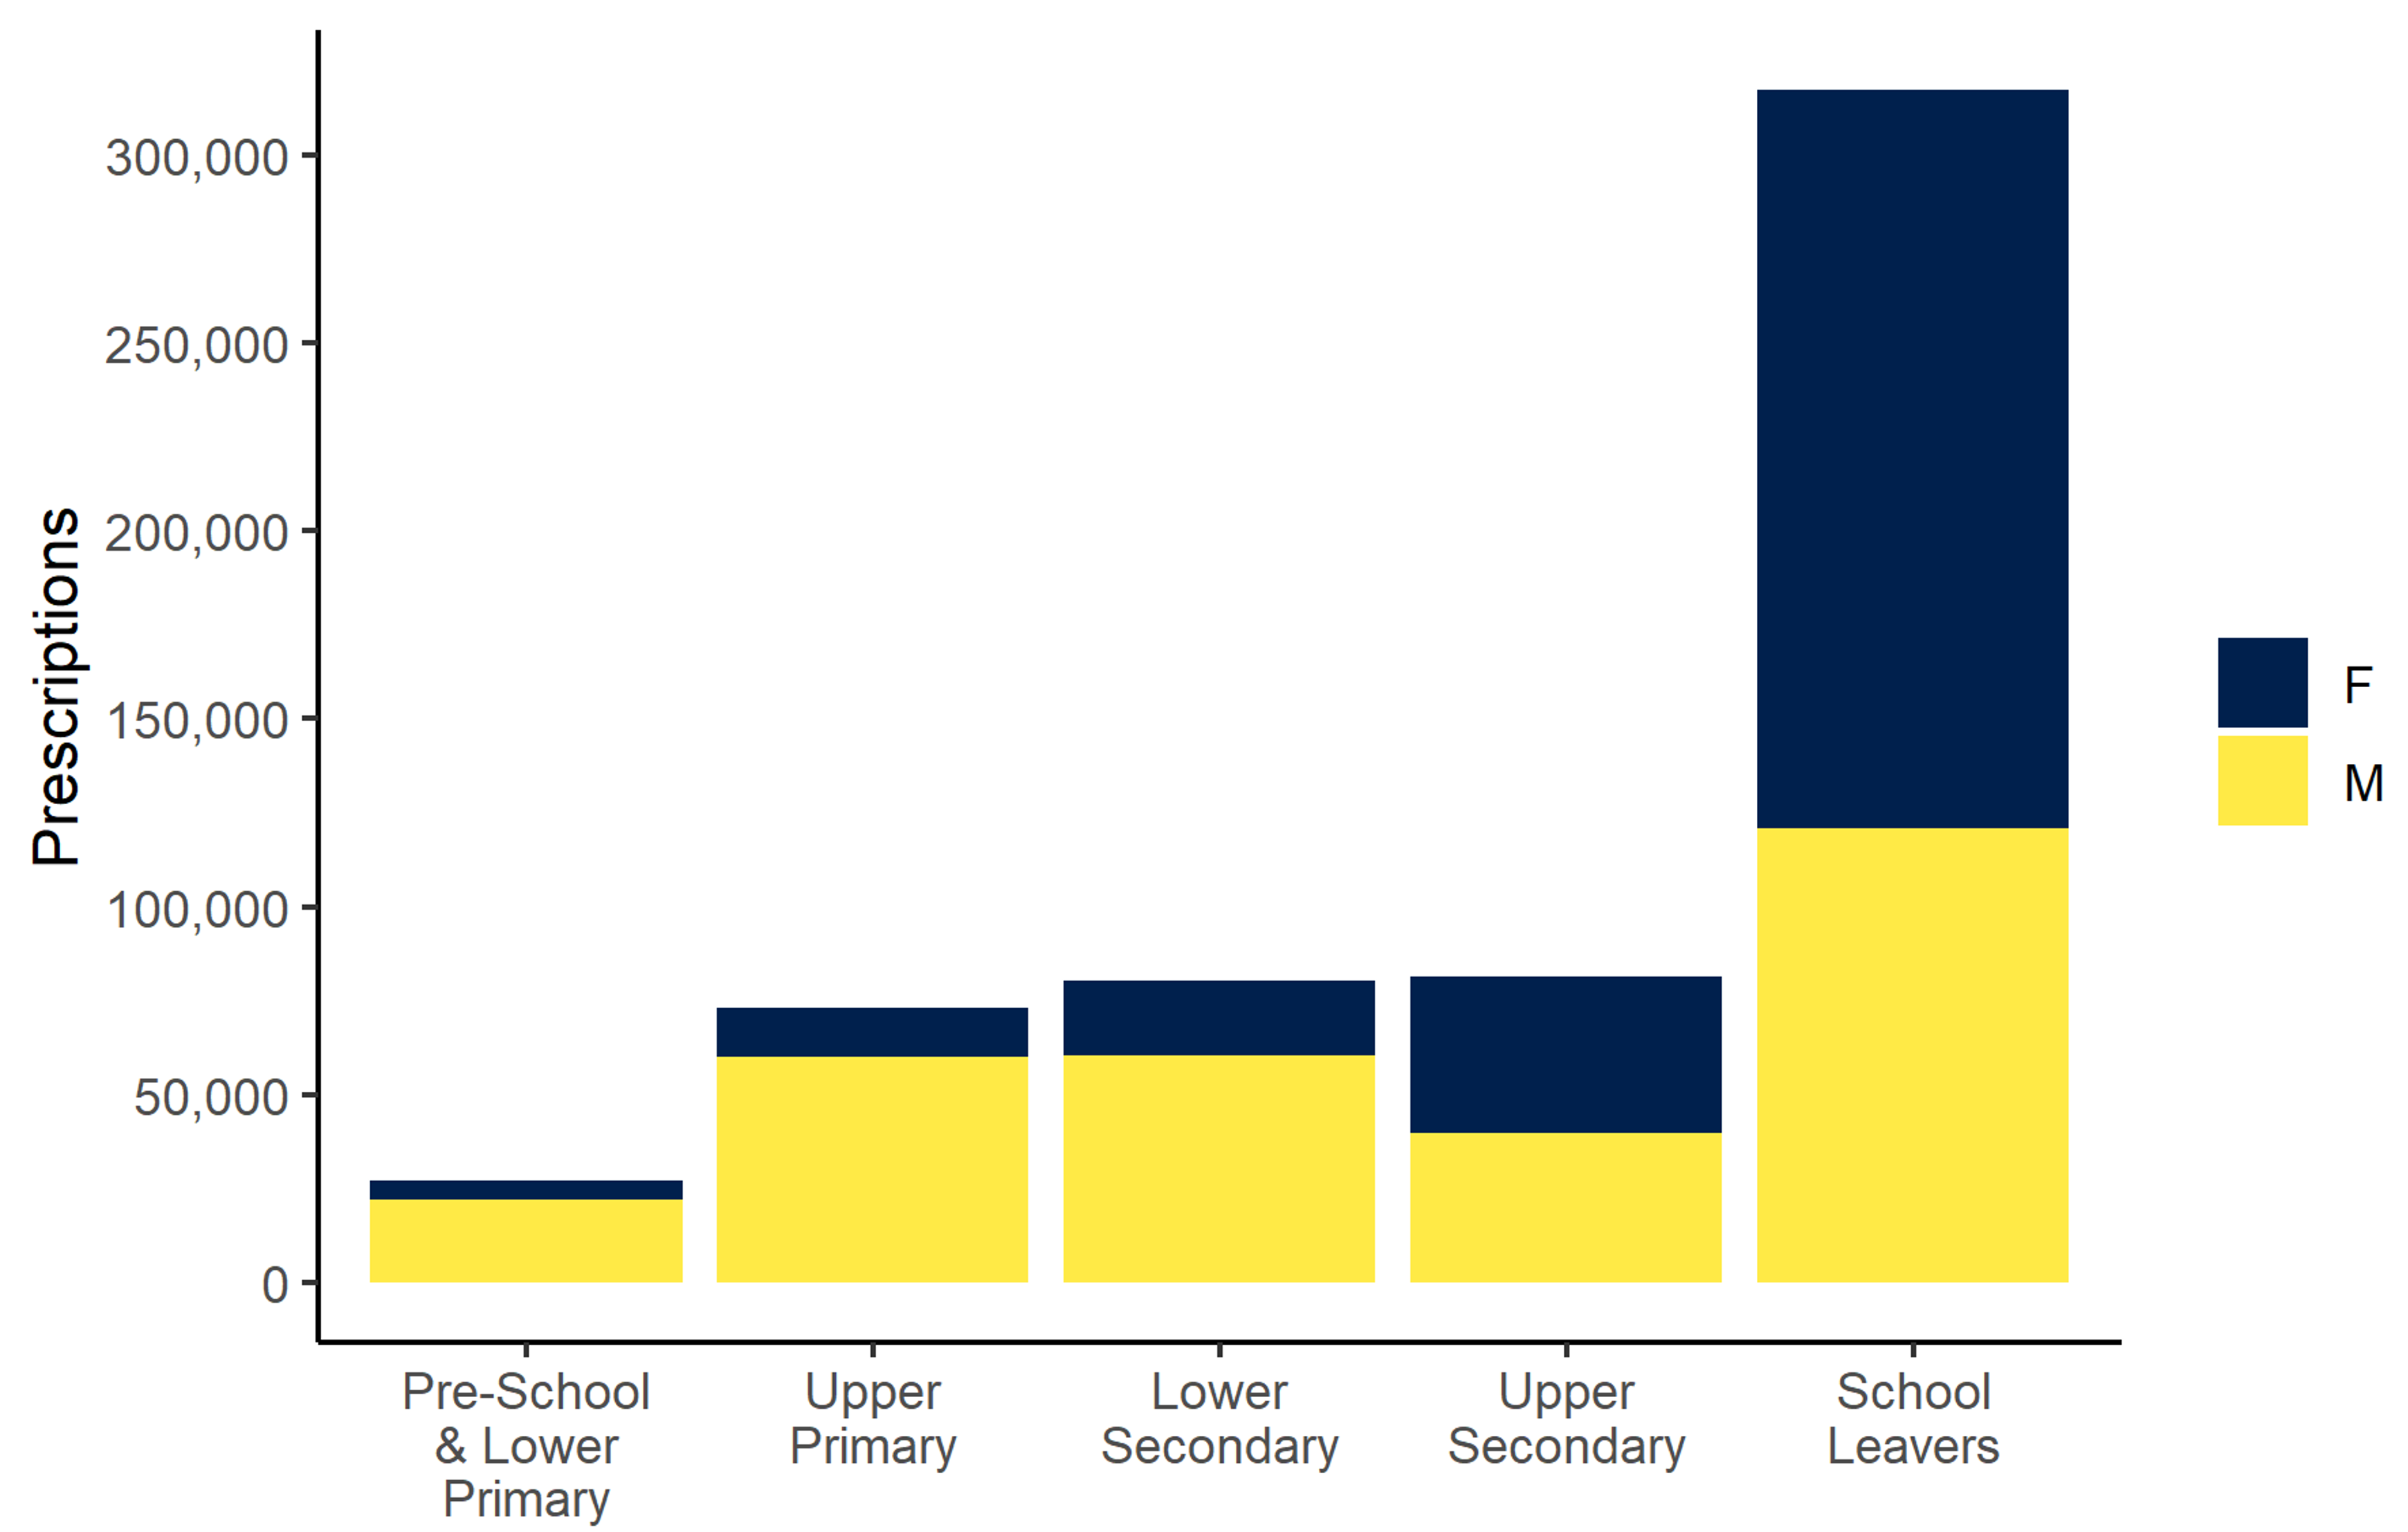 Prescriptions
300,000
250,000
200,000
150,000
100,000
50,000
0
Pre-School
& Lower
Primary
Upper
Primary
Lower
Secondary
Upper
Secondary
School
Leavers
F
M